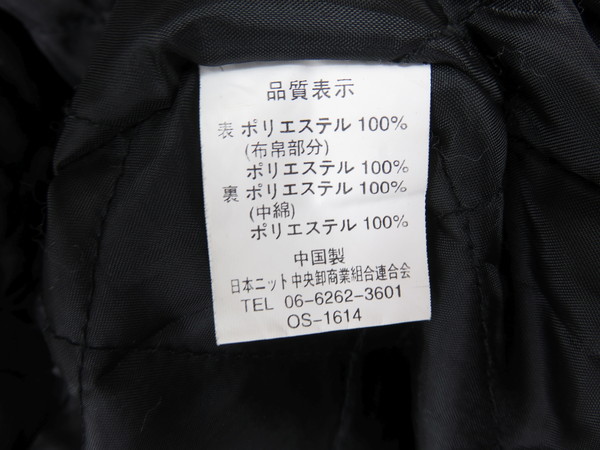 品質表示
表 ポリエステル 100%
(布帛部分)
ポリエステル 100%
裏 ポリエステル 100%
(中綿)
ポリエステル 100%
中国製
日本ニット中央卸商業組合連合会
TEL 06-6262-3601
OS-1614